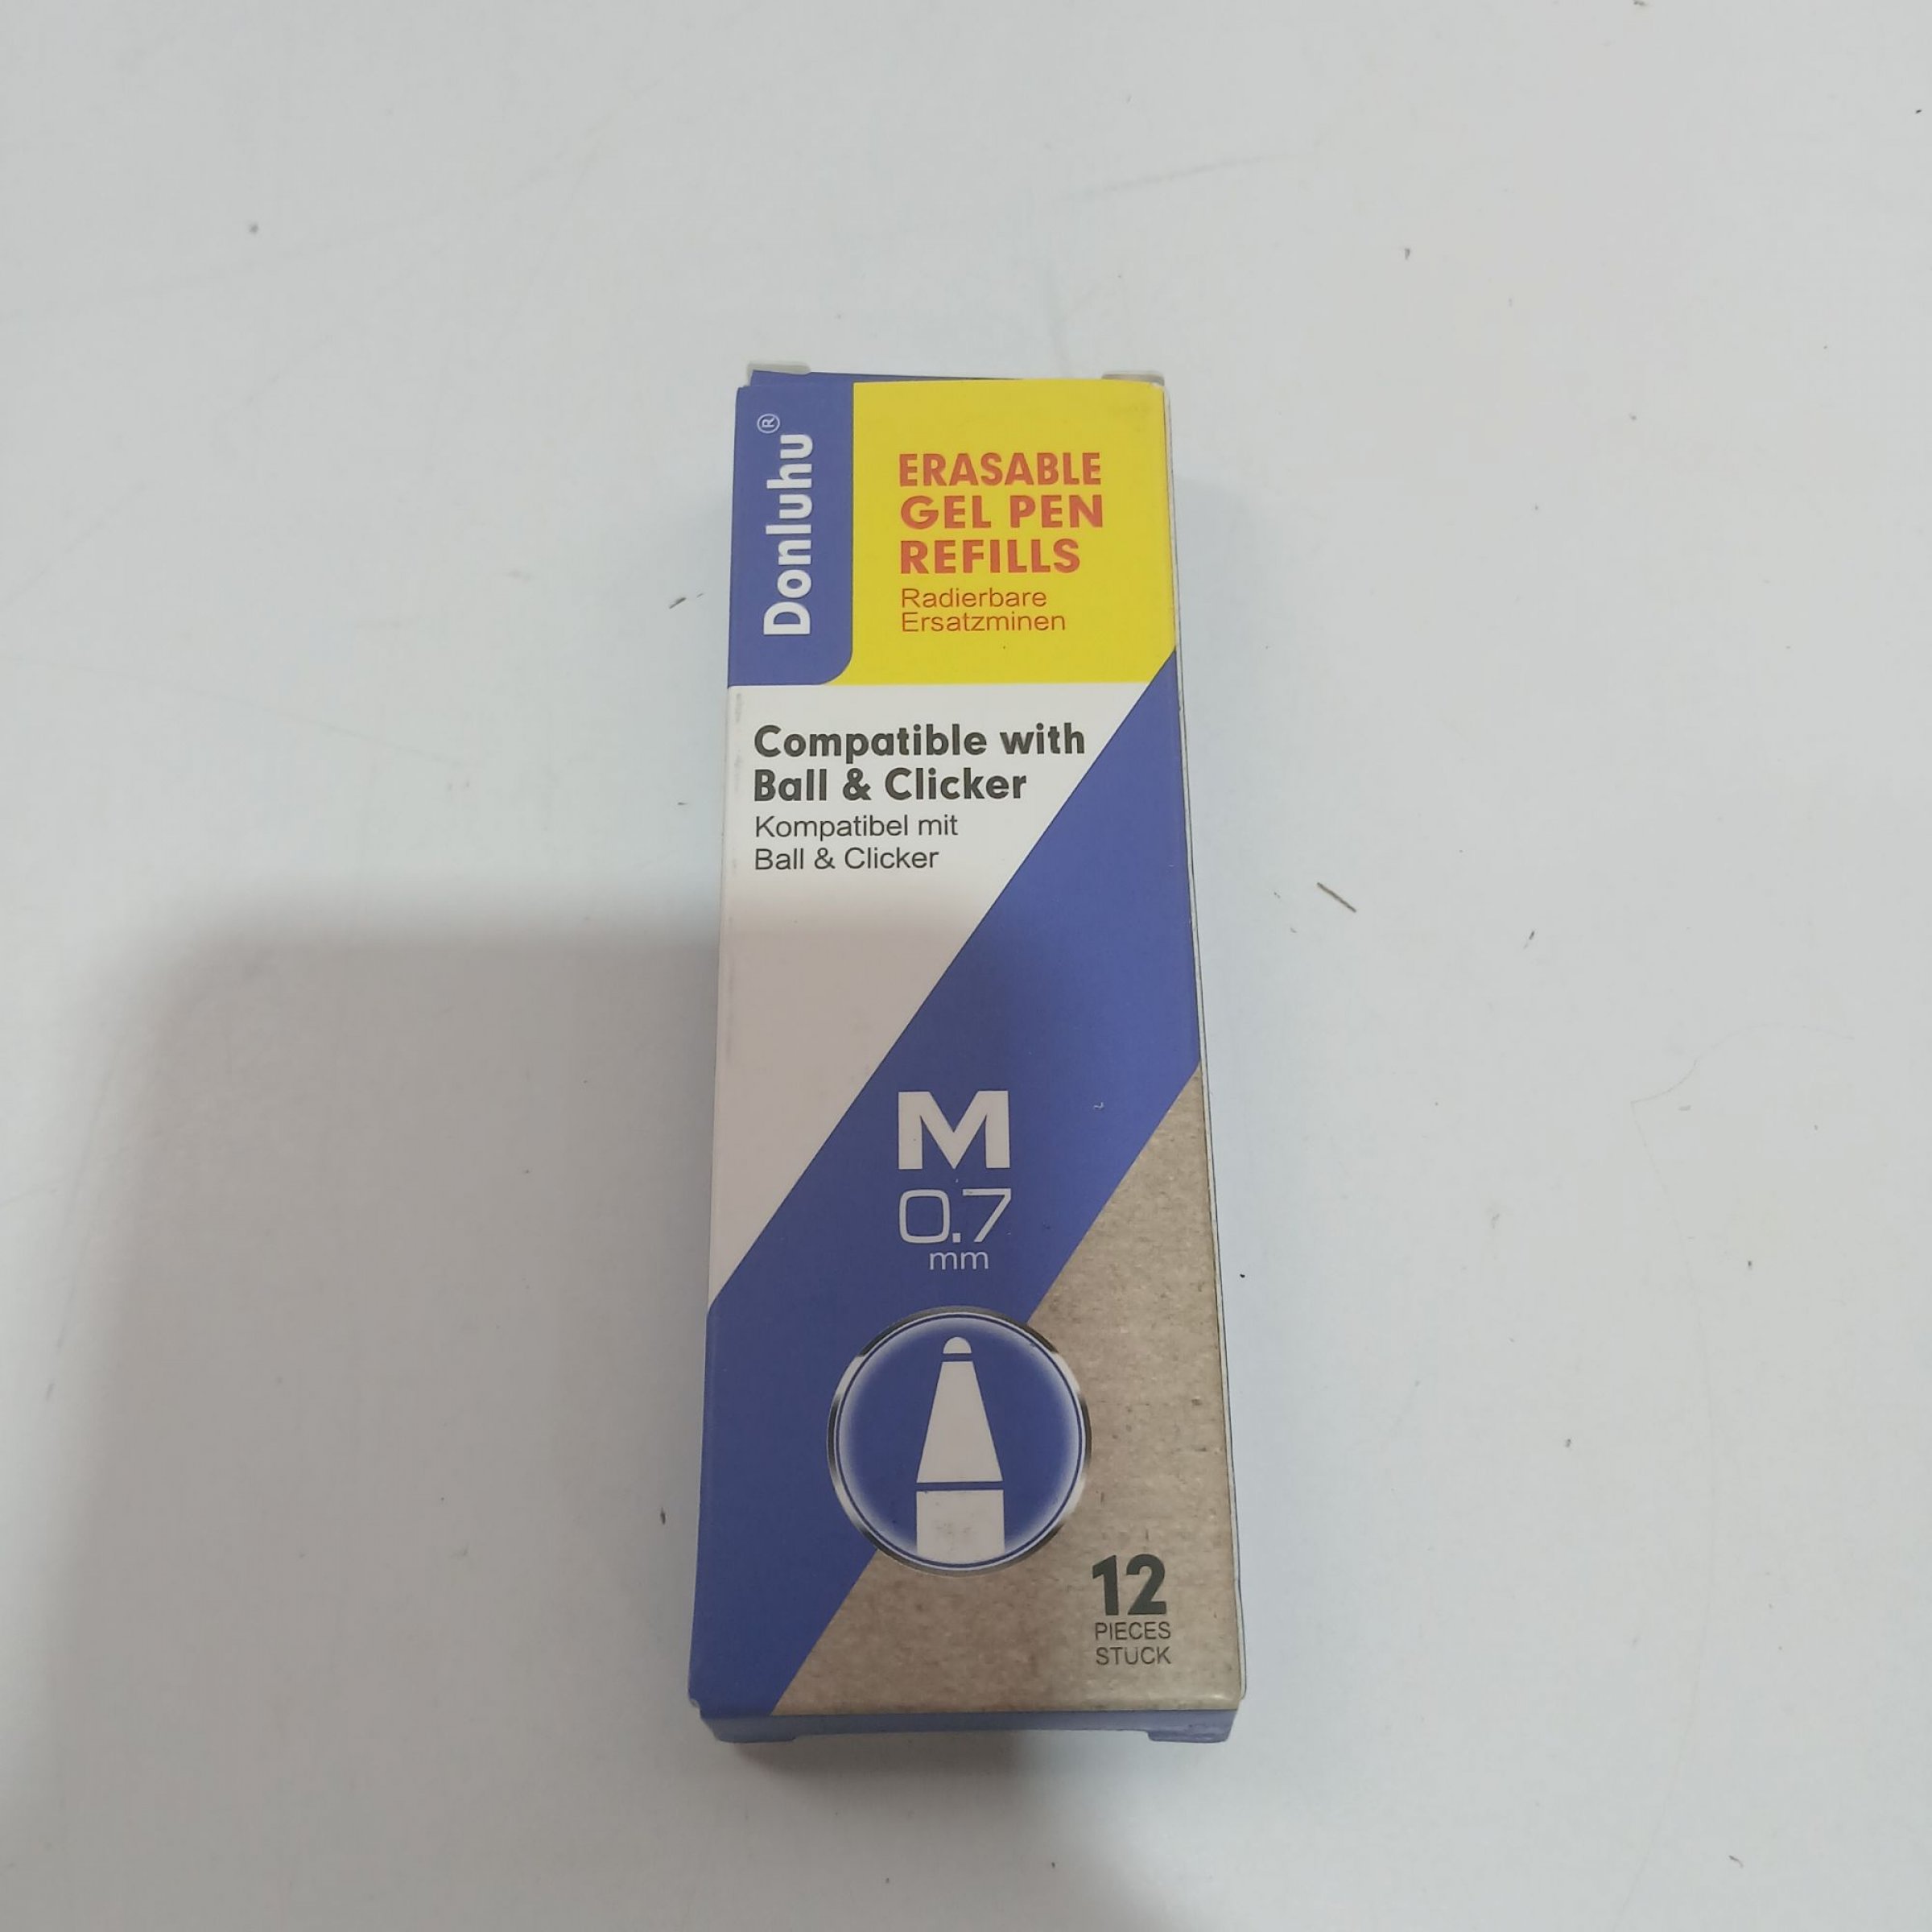 Donluhu®
ERASABLE
GEL PEN
REFILLS
Radierbare
Ersatzminen
Compatible with
Ball & Clicker
Kompatibel mit
Ball & Clicker
M
0.7
mm
12
PIECES
STUCK